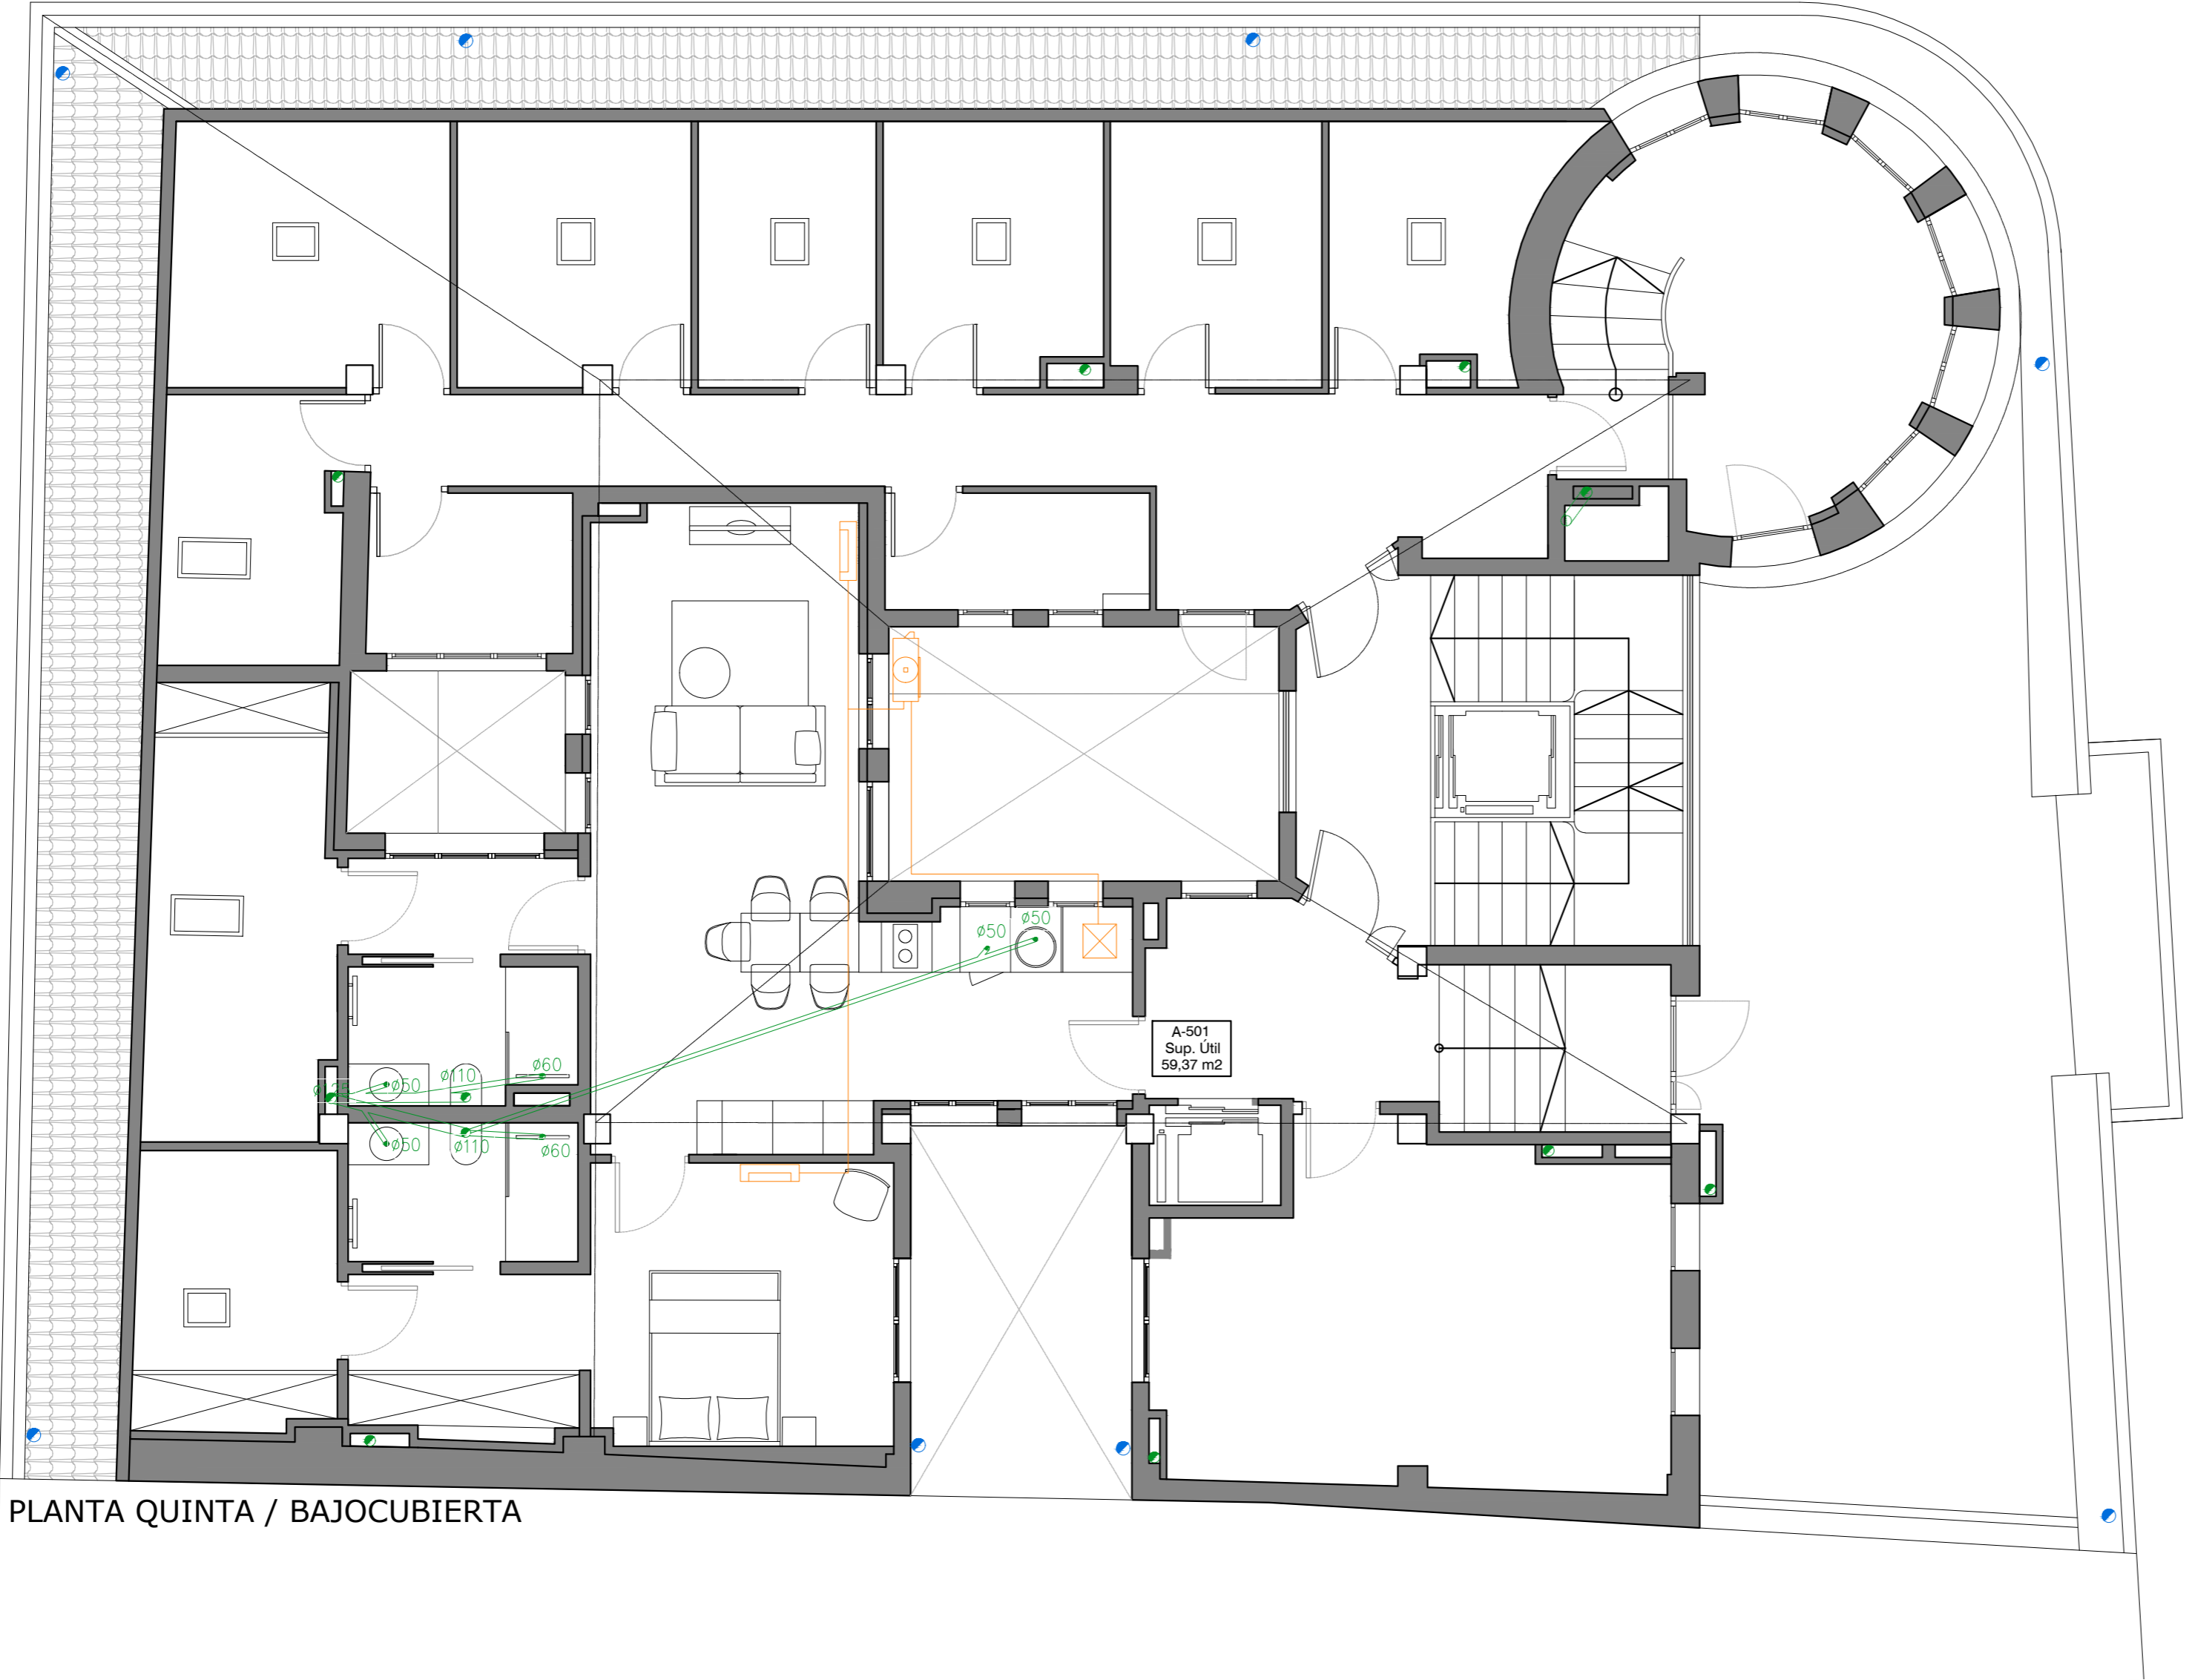 ø50
ø50
A-501
Sup. Útil
59,37 m2
ø60
ø110
ø50
ø50
ø110
ø60
PLANTA QUINTA / BAJOCUBIERTA